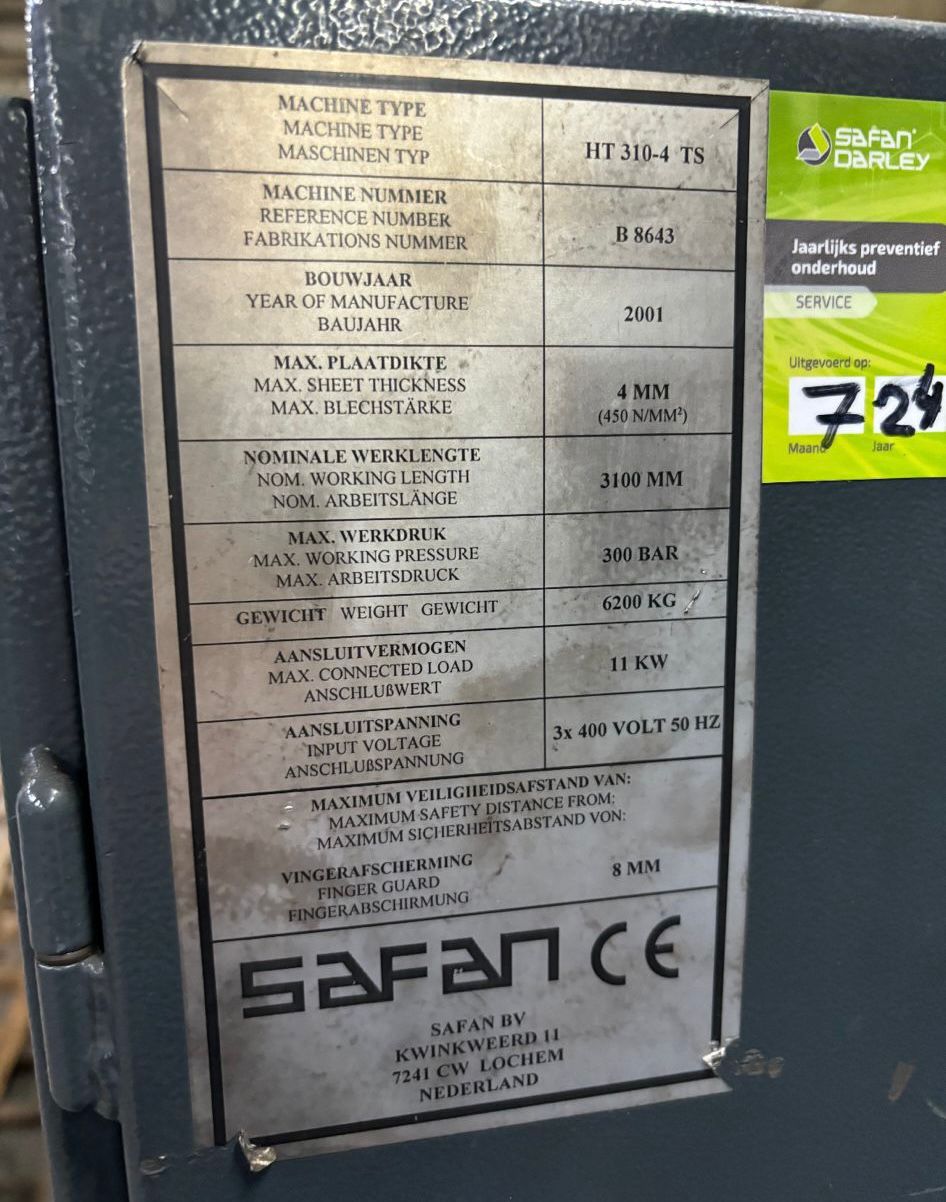 MACHINE TYPE
MACHINE TYPE
MASCHINEN TYP
HT 310-4 TS
MACHINE NUMMER
REFERENCE NUMBER
FABRIKATIONS NUMMER
B 8643
BOUWJAAR
YEAR OF MANUFACTURE
BAUJAHR
2001
MAX. PLAATDIKTE
MAX. SHEET THICKNESS
MAX. BLECHSTÄRKE
4 MM
(450 N/MM²)
NOMINALE WERKLENGTE
NOM. WORKING LENGTH
NOM. ARBEITSLÄNGE
3100 MM
MAX. WERKDRUK
MAX. WORKING PRESSURE
MAX. ARBEITSDRUCK
300 BAR
GEWICHT WEIGHT GEWICHT
6200 KG
AANSLUITVERMOGEN
MAX. CONNECTED LOAD
ANSCHLUßWERT
11 KW
AANSLUITSPANNING
INPUT VOLTAGE
ANSCHLUßSPANNUNG
3x 400 VOLT 50 HZ
MAXIMUM VEILIGHEIDSAFSTAND VAN:
MAXIMUM SAFETY DISTANCE FROM:
MAXIMUM SICHERHEITSABSTAND VON:
VINGERAFSCHERMING
FINGER GUARD
FINGERABSCHIRMUNG
8 MM
SAFAN CE
SAFAN BV
KWINKWEERD 11
7241 CW LOCHEM
NEDERLAND
SAFAN
DARLEY
Jaarlijks preventief
onderhoud
SERVICE
Uitgevoerd op:
7 24
Maand Jaar